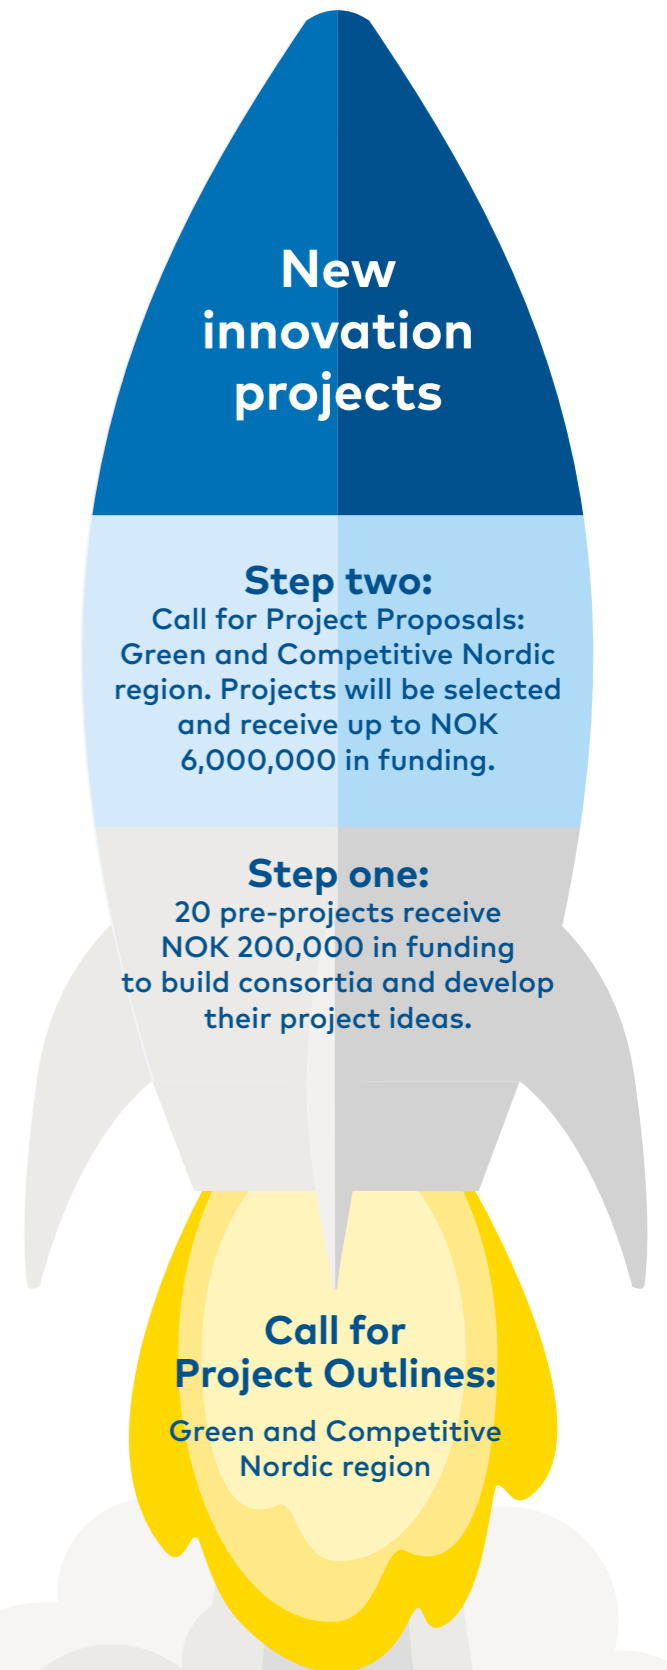 New
innovation
projects
Step two:
Call for Project Proposals:
Green and Competitive Nordic
region. Projects will be selected
and receive up to NOK
6,000,000 in funding.
Step one:
20 pre-projects receive
NOK 200,000 in funding
to build consortia and develop
their project ideas.
Call for
Project Outlines:
Green and Competitive
Nordic region